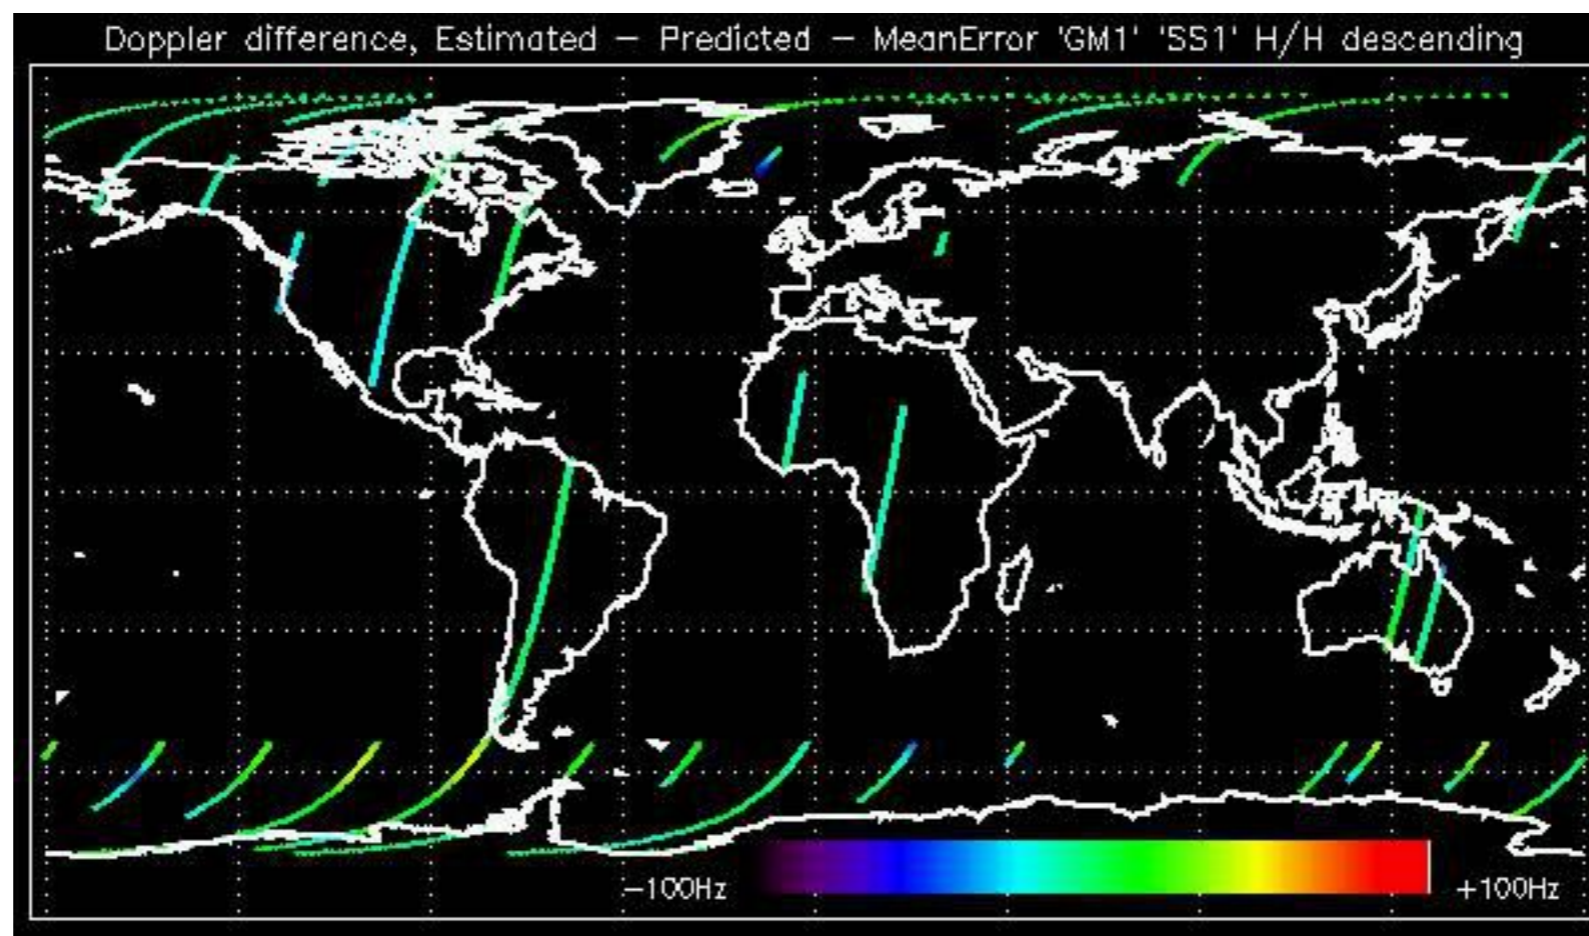 Doppler difference, Estimated – Predicted – MeanError 'GM1' 'SS1' H/H descending
–100Hz +100Hz